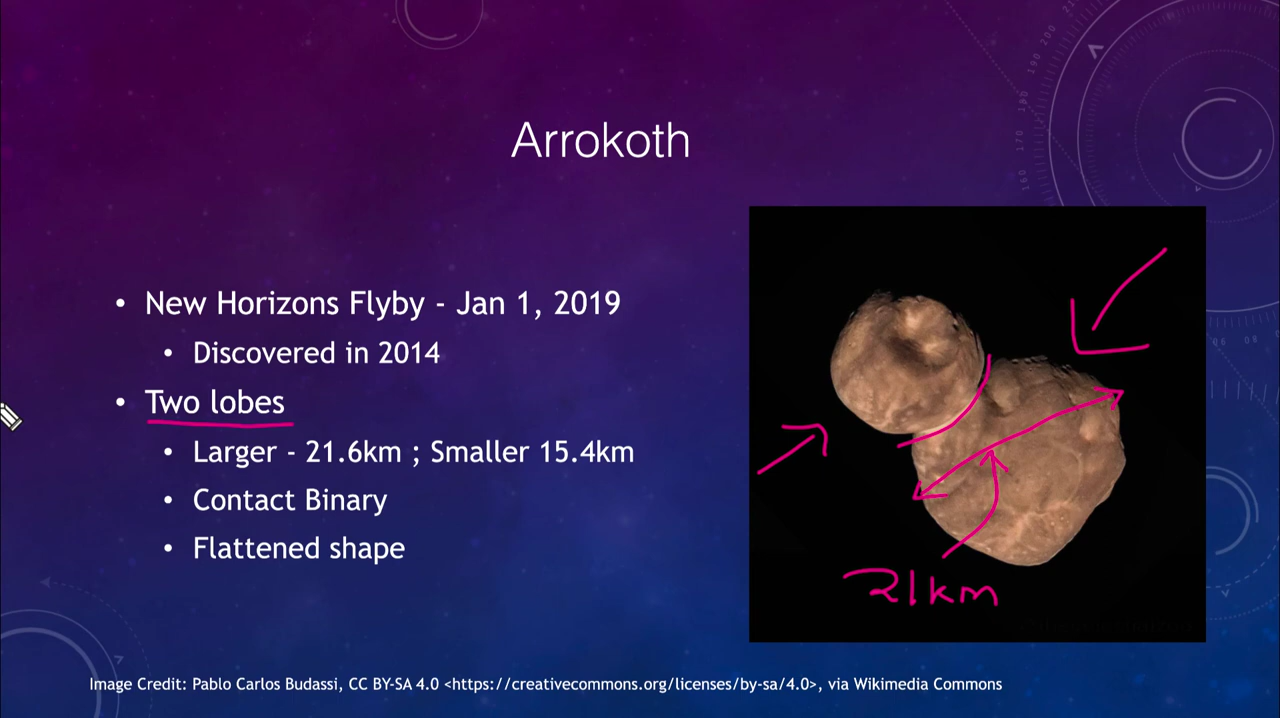 Arrokoth
• New Horizons Flyby - Jan 1, 2019
• Discovered in 2014
• Two lobes
• Larger - 21.6km ; Smaller 15.4km
• Contact Binary
• Flattened shape
21km
Image Credit: Pablo Carlos Budassi, CC BY-SA 4.0 <https://creativecommons.org/licenses/by-sa/4.0>, via Wikimedia Commons